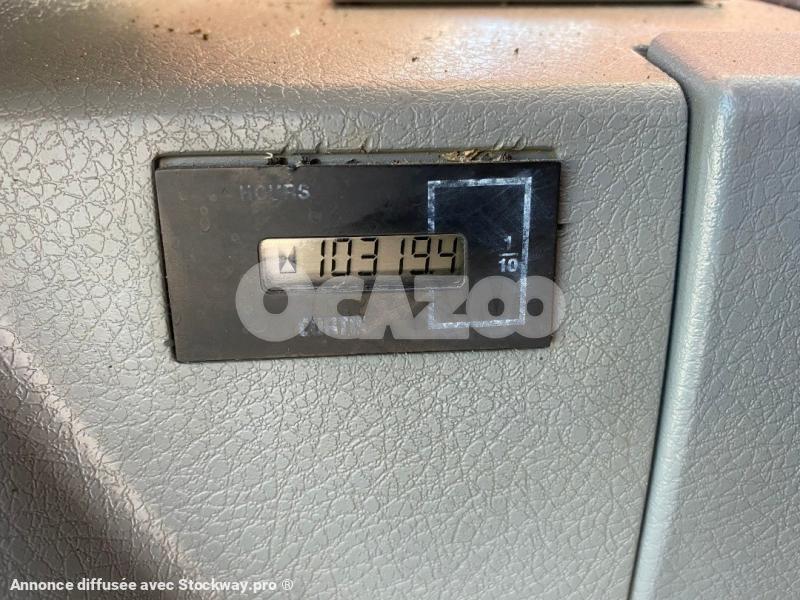 HOURS
10319.4
1
10
OCAZOO
Annonce diffusée avec Stockway.pro ®